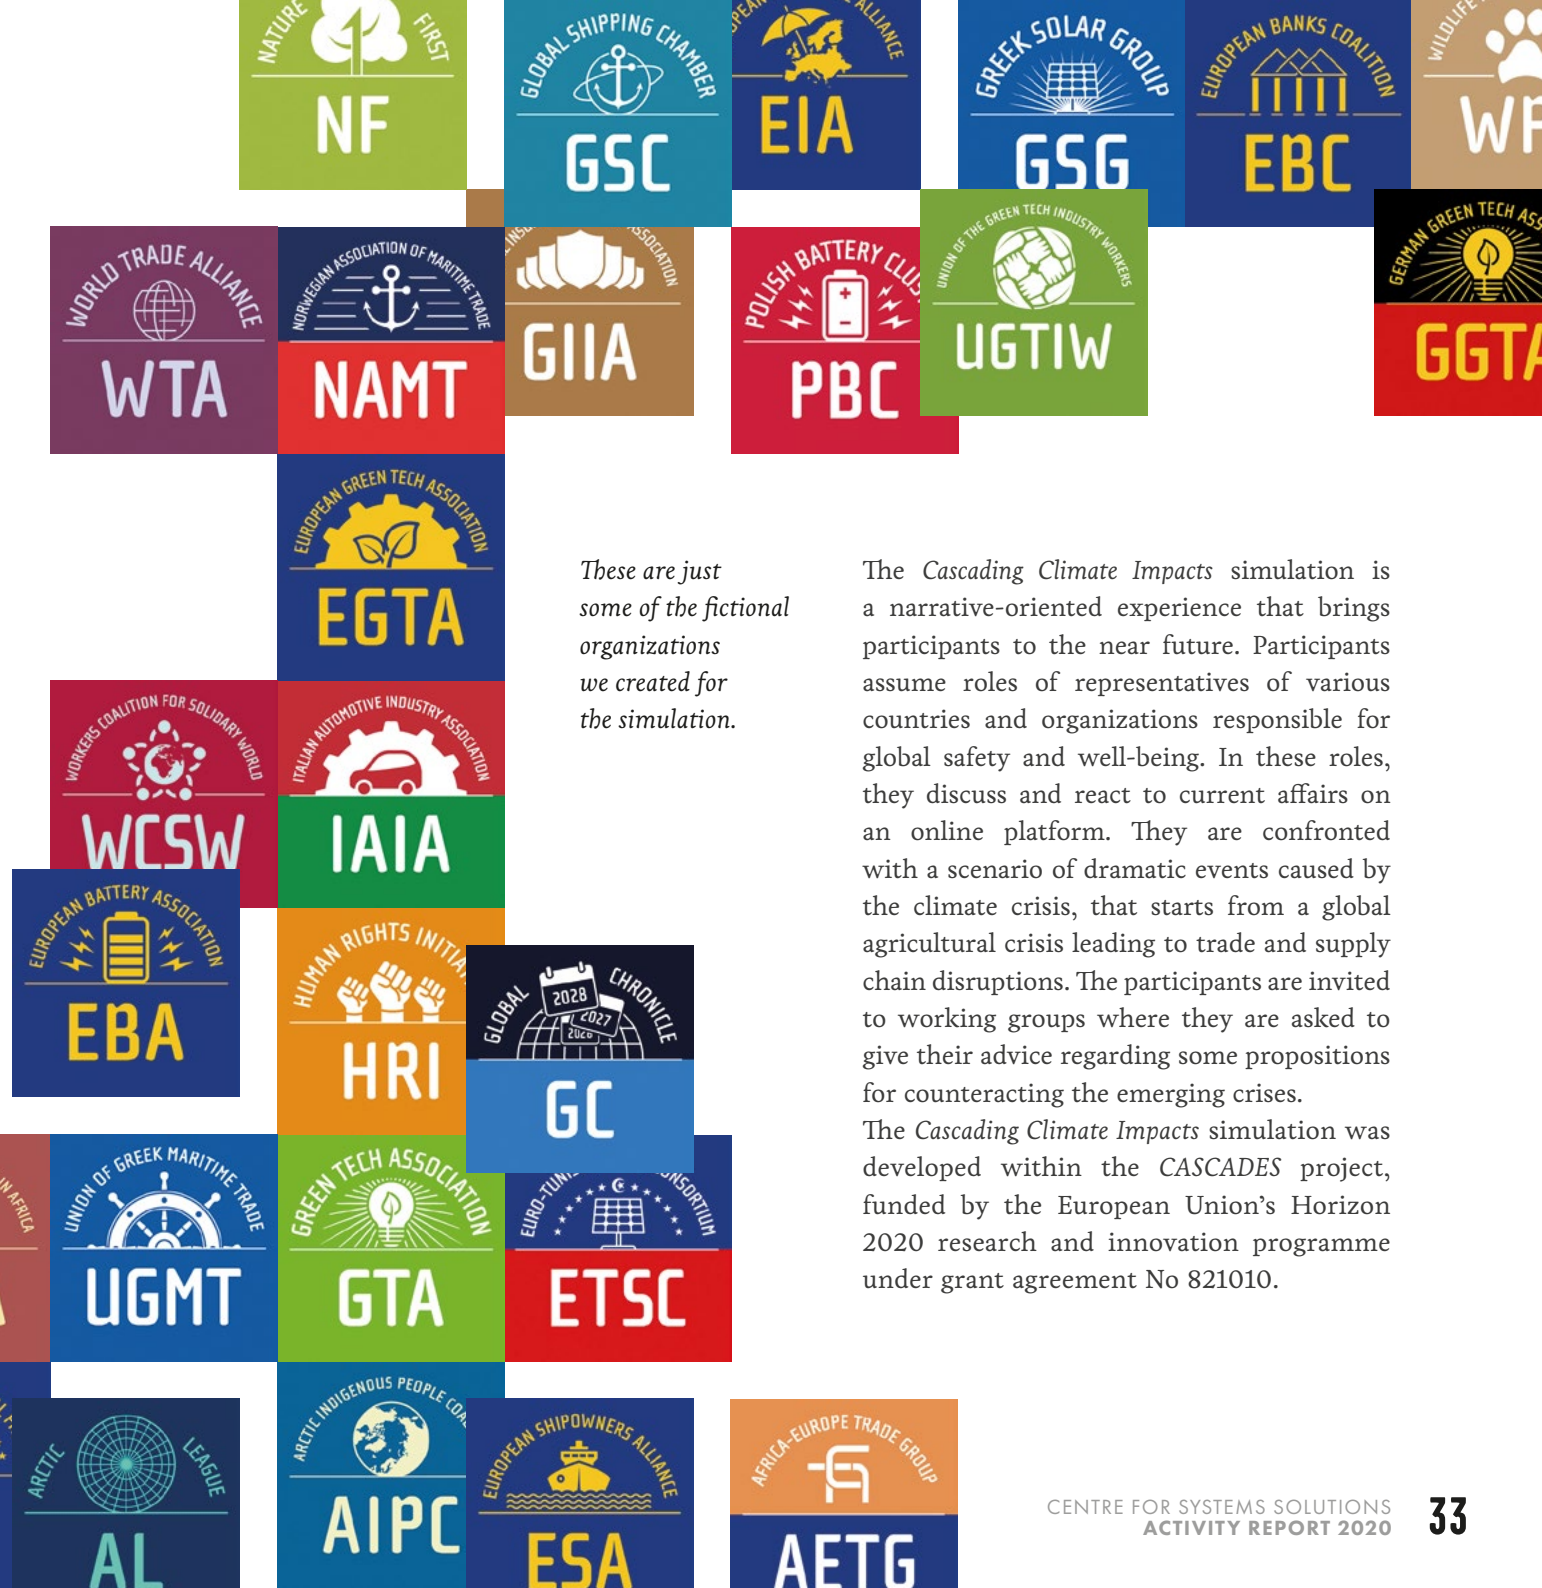 NATURE FIRST
NF
GLOBAL SHIPPING CHAMBER
GSC
ALLIANCE
EIA
GREEK SOLAR GROUP
GSG
EUROPEAN BANKS COALITION
EBC
WILDLIFE
WORLD TRADE ALLIANCE
WTA
NORWEGIAN ASSOCIATION OF MARITIME TRADE
NAMT
ASSOCIATION
GIIA
POLISH BATTERY
PBC
UNION OF THE GREEN TECH INDUSTRY WORKERS
UGTIW
GERMAN GREEN TECH
GGTA
EUROPEAN GREEN TECH ASSOCIATION
EGTA
These are just
some of the fictional
organizations
we created for
the simulation.
The Cascading Climate Impacts simulation is
a narrative-oriented experience that brings
participants to the near future. Participants
assume roles of representatives of various
countries and organizations responsible for
global safety and well-being. In these roles,
they discuss and react to current affairs on
an online platform. They are confronted
with a scenario of dramatic events caused by
the climate crisis, that starts from a global
agricultural crisis leading to trade and supply
chain disruptions. The participants are invited
to working groups where they are asked to
give their advice regarding some propositions
for counteracting the emerging crises.
The Cascading Climate Impacts simulation was
developed within the CASCADES project,
funded by the European Union’s Horizon
2020 research and innovation programme
under grant agreement No 821010.
WORKERS COALITION FOR SOLIDARY WORLD
WCSW
ITALIAN AUTOMOTIVE INDUSTRY ASSOCIATION
IAIA
EUROPEAN BATTERY ASSOCIATION
EBA
HUMAN RIGHTS
HRI
GLOBAL CHRONICLE
2028
2027
2026
GC
IN AFRICA
UNION OF GREEK MARITIME TRADE
UGMT
GREEN TECH ASSOCIATION
GTA
ETSC
ARCTIC LEAGUE
AL
ARCTIC INDIGENOUS PEOPLE
AIPC
EUROPEAN SHIPOWNERS ALLIANCE
ESA
AFRICA-EUROPE TRADE GROUP
AETG
CENTRE FOR SYSTEMS SOLUTIONS
ACTIVITY REPORT 2020
33